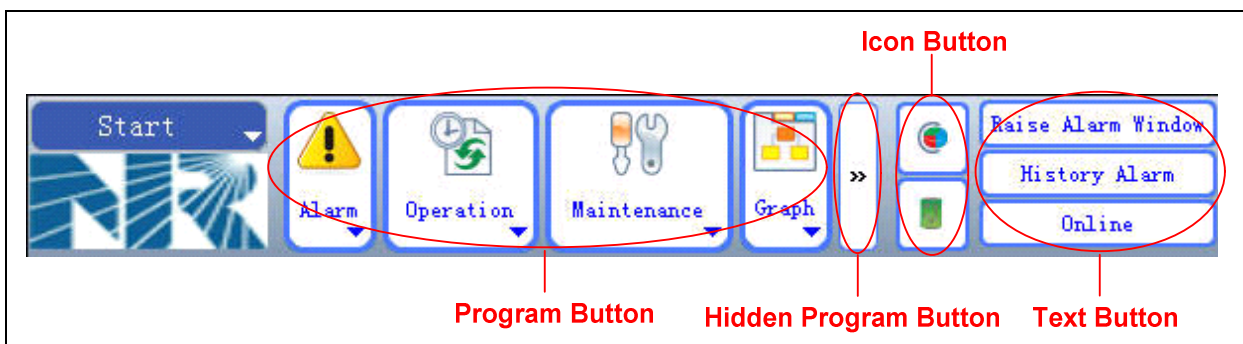 Icon Button
Start
Alarm
Operation
Maintenance
Graph
»
Raise Alarm Window
History Alarm
Online
NR
Program Button
Hidden Program Button
Text Button